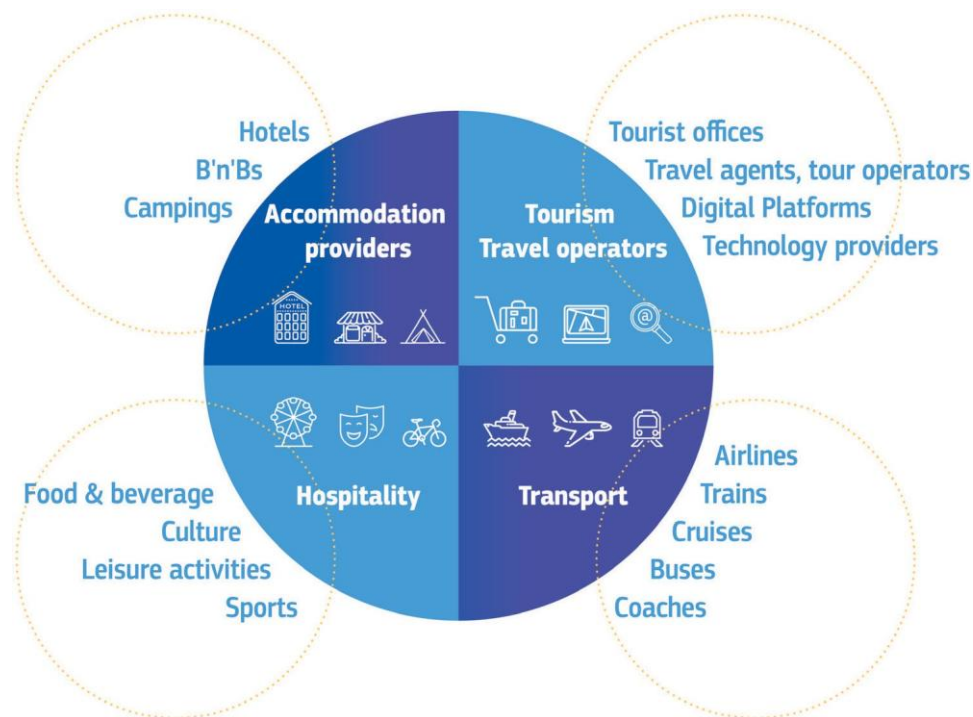 Hotels
B'n'Bs
Campings
Accommodation
providers
HOTEL
Tourist offices
Travel agents, tour operators
Digital Platforms
Technology providers
Tourism
Travel operators
@
Food & beverage
Culture
Leisure activities
Sports
Hospitality
Transport
Airlines
Trains
Cruises
Buses
Coaches